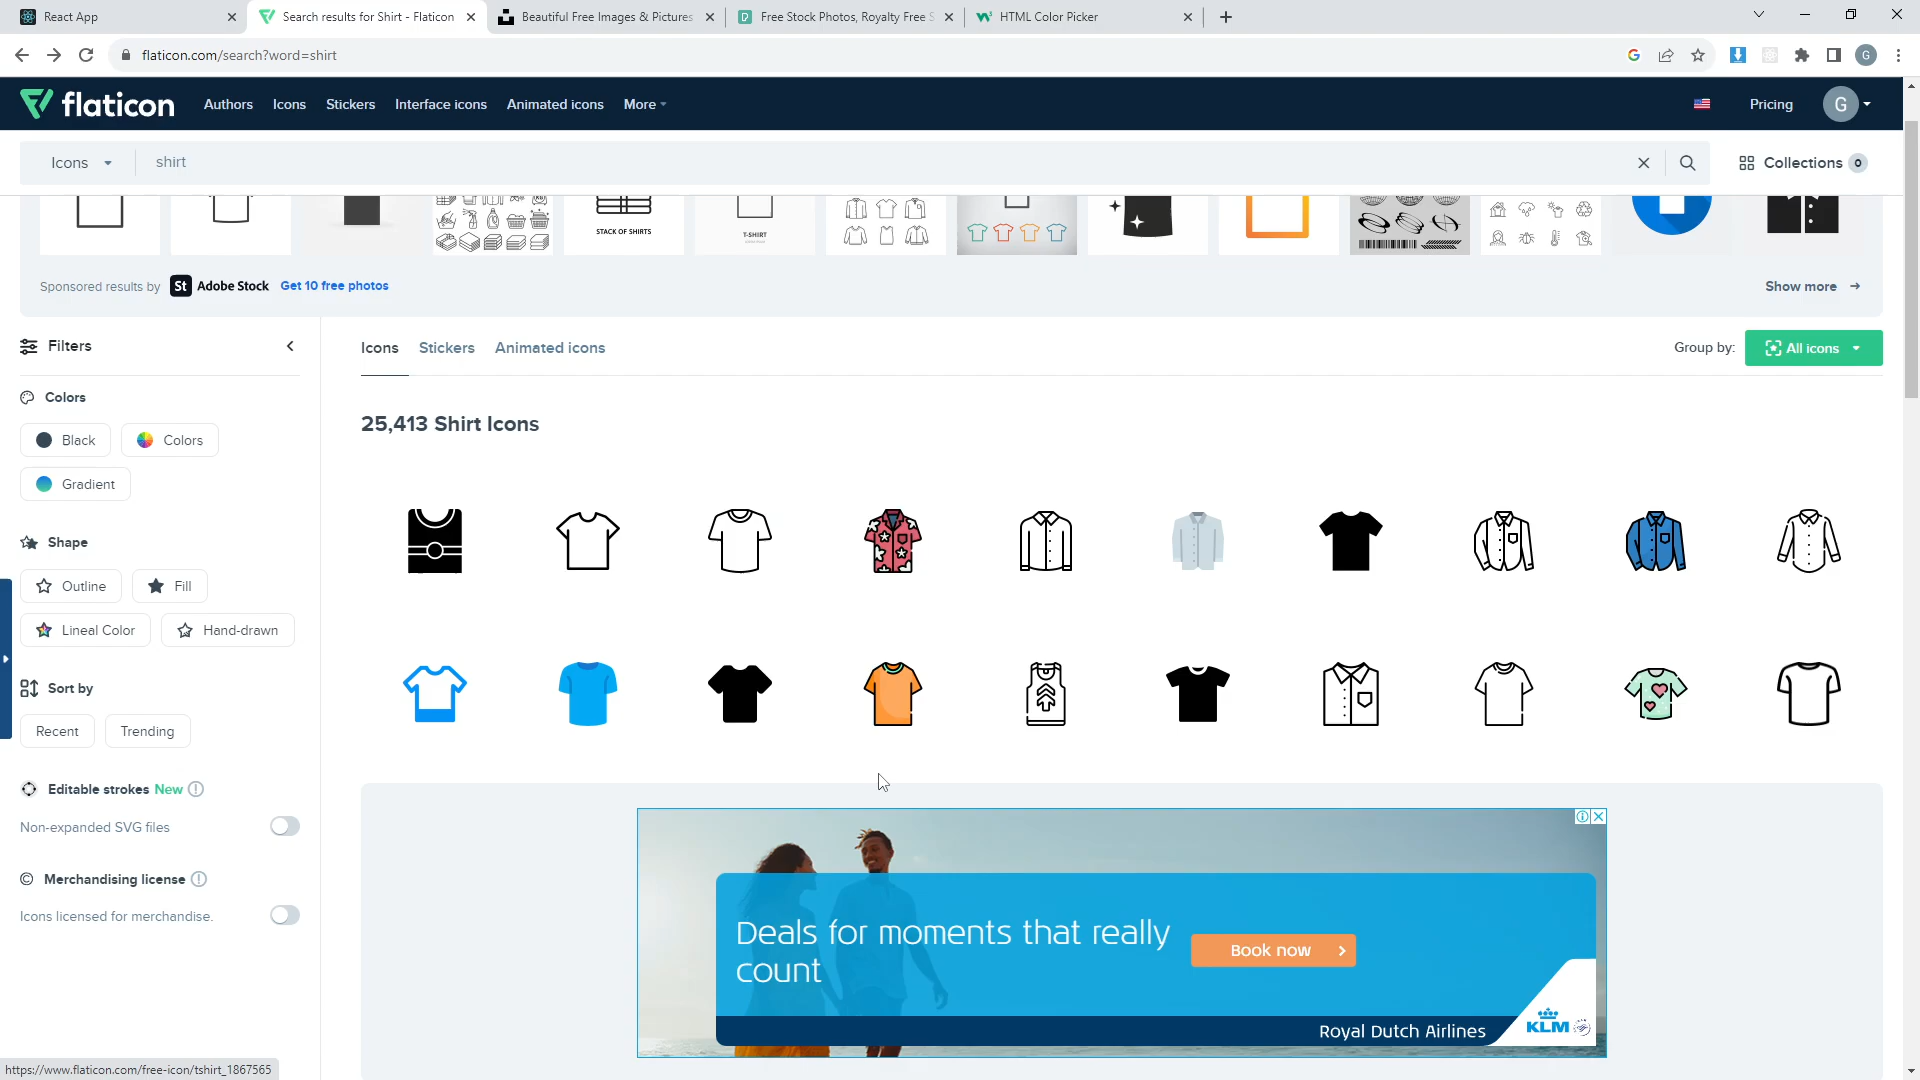 React App
Search results for Shirt - Flaticon
Beautiful Free Images & Pictures
Free Stock Photos, Royalty Free S
HTML Color Picker
flaticon.com/search?word=shirt
G
flaticon
Authors
Icons
Stickers
Interface icons
Animated icons
More
Pricing
G
Icons
shirt
Collections 0
STACK OF SHIRTS
T-SHIRT
Sponsored results by St Adobe Stock Get 10 free photos
Show more
Filters
Icons
Stickers
Animated icons
Group by:
All icons
Colors
25,413 Shirt Icons
Black
Colors
Gradient
Shape
Outline
Fill
Lineal Color
Hand-drawn
Sort by
Recent
Trending
Editable strokes New
Non-expanded SVG files
Merchandising license
Icons licensed for merchandise.
Deals for moments that really
count
Book now
Royal Dutch Airlines
KLM
https://www.flaticon.com/free-icon/tshirt_1867565